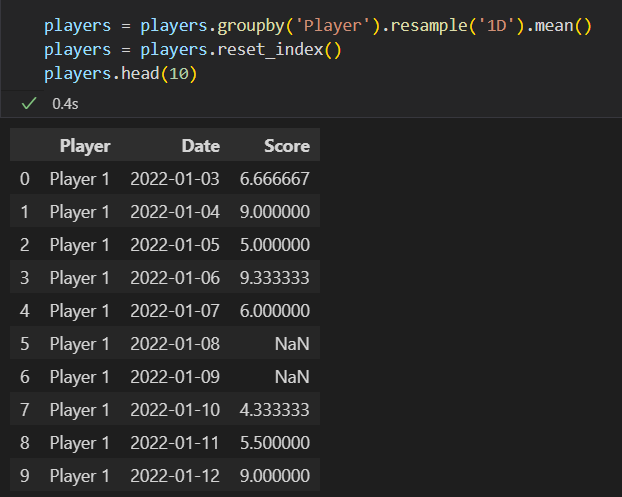 players = players.groupby('Player').resample('1D').mean()
players = players.reset_index()
players.head(10)
✓ 0.4s
Player Date Score
0 Player 1 2022-01-03 6.666667
1 Player 1 2022-01-04 9.000000
2 Player 1 2022-01-05 5.000000
3 Player 1 2022-01-06 9.333333
4 Player 1 2022-01-07 6.000000
5 Player 1 2022-01-08 NaN
6 Player 1 2022-01-09 NaN
7 Player 1 2022-01-10 4.333333
8 Player 1 2022-01-11 5.500000
9 Player 1 2022-01-12 9.000000